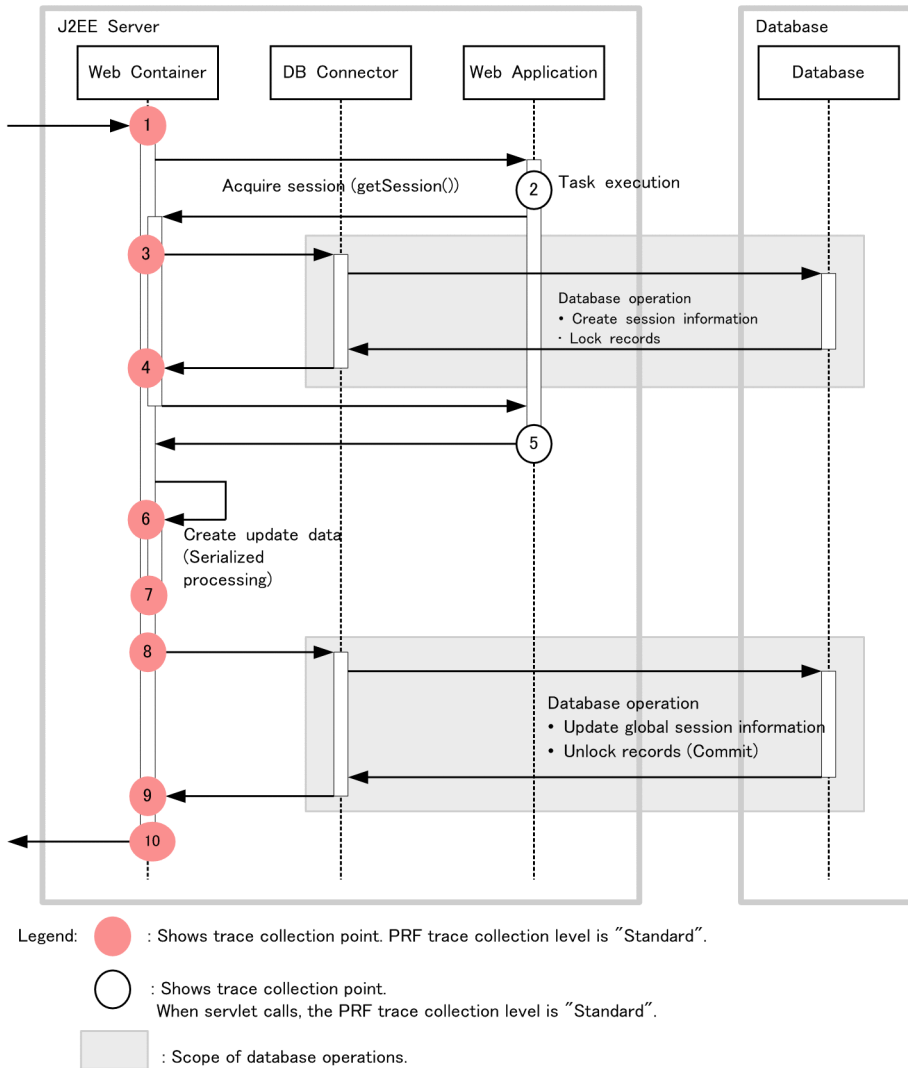 J2EE Server
Database
Web Container
DB Connector
Web Application
Database
1
2
Task execution
Acquire session (getSession())
3
Database operation
• Create session information
· Lock records
4
5
6
Create update data
(Serialized
processing)
7
8
Database operation
• Update global session information
• Unlock records (Commit)
9
10
Legend:
: Shows trace collection point. PRF trace collection level is "Standard".
: Shows trace collection point.
When servlet calls, the PRF trace collection level is "Standard".
: Scope of database operations.